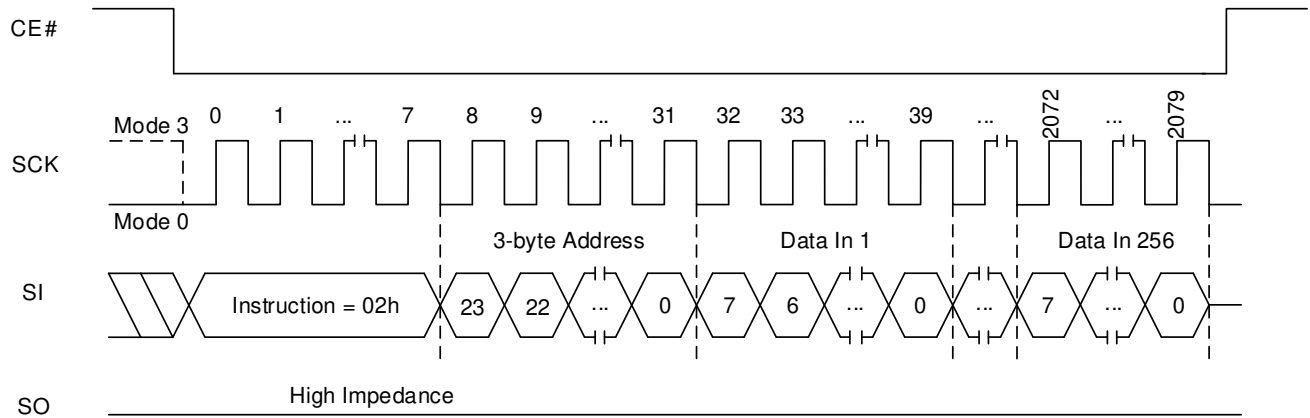 CE#
Mode 3
0 1 ... 7 8 9 ... 31 32 33 ... 39 ... 2072 ... 2079
SCK
Mode 0
3-byte Address Data In 1 Data In 256
SI Instruction = 02h 23 22 ... 0 7 6 ... 0 ... 7 ... 0
High Impedance
SO